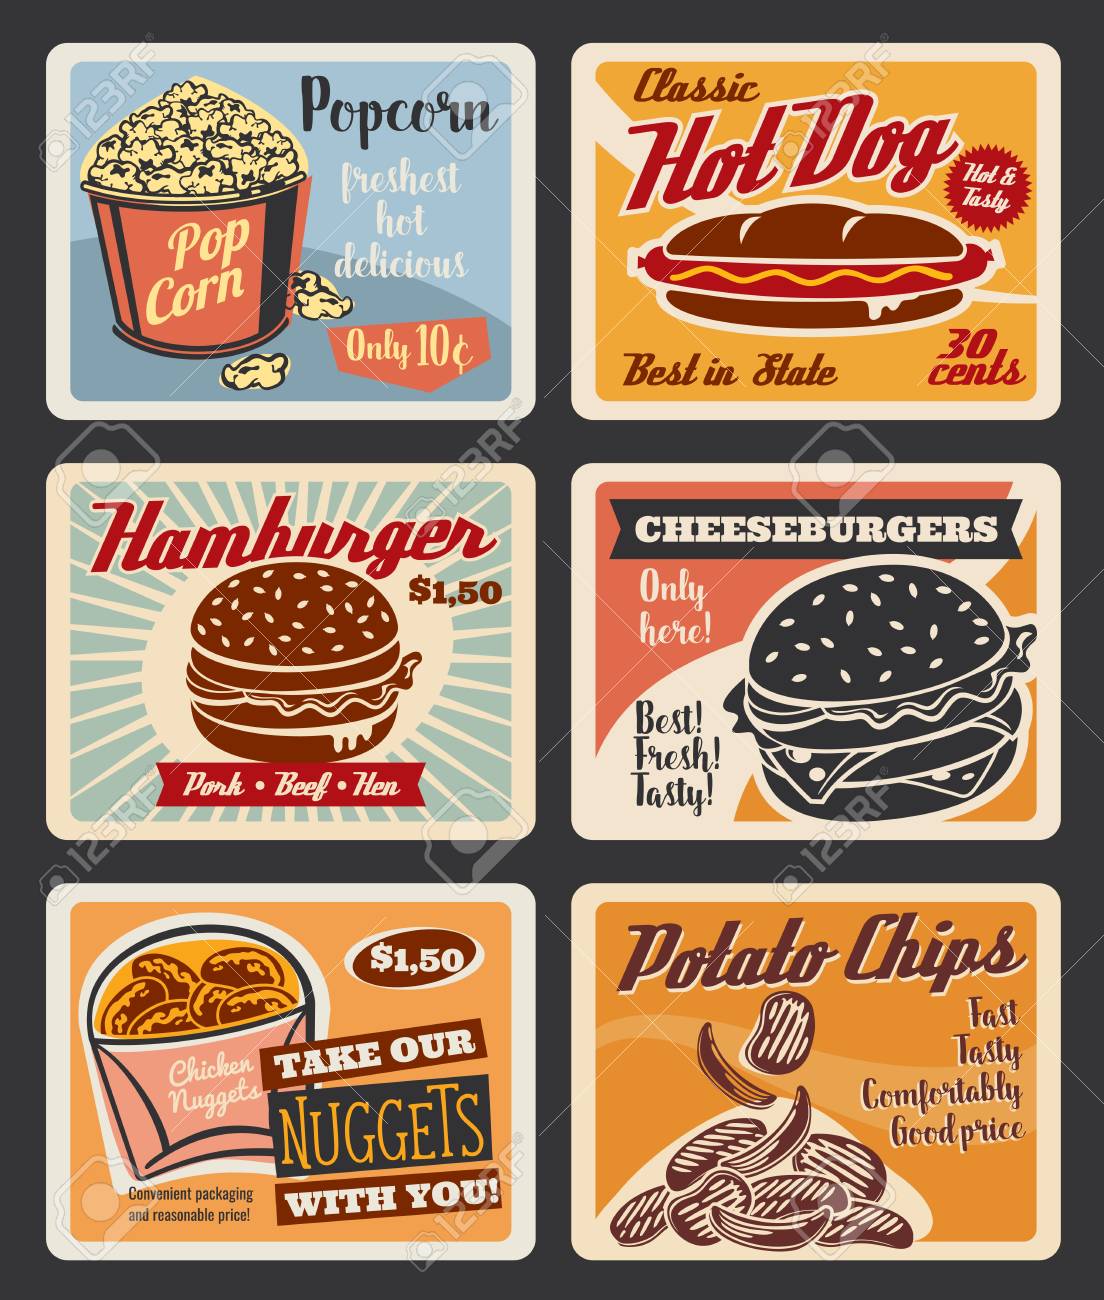 Popcorn
freshest
hot
delicious
Pop
Corn
Only 10¢
Classic
Hot Dog
Hot &
Tasty
Best in State
30
cents
Hamburger
$1,50
Pork • Beef • Hen
CHEESEBURGERS
Only
here!
Best!
Fresh!
Tasty!
$1,50
Chicken
Nuggets
TAKE OUR
NUGGETS
WITH YOU!
Convenient packaging
and reasonable price!
Potato Chips
Fast
Tasty
Comfortably
Good price
123RF